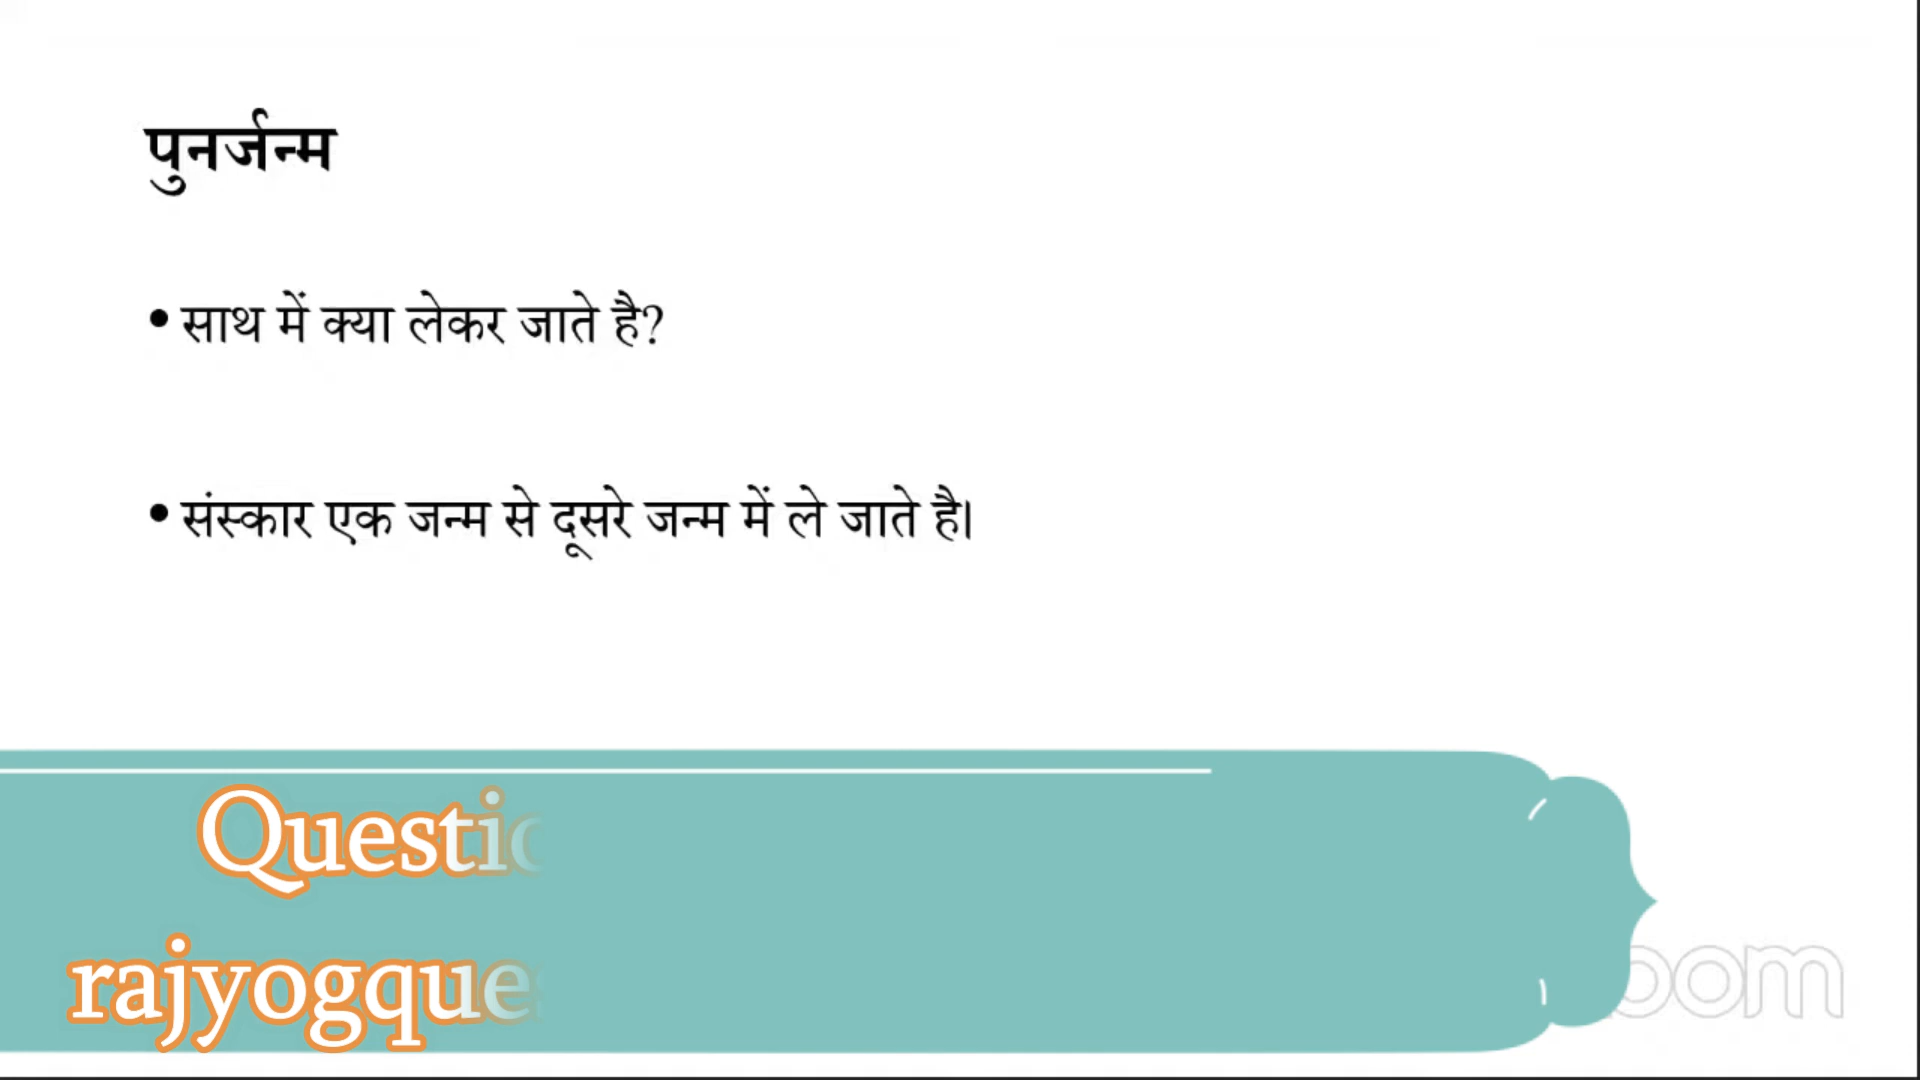 पुनर्जन्म
• साथ में क्या लेकर जाते है?
• संस्कार एक जन्म से दूसरे जन्म में ले जाते है।